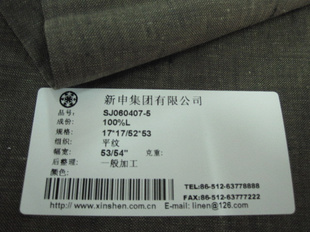 新申集团有限公司
品号: SJ060407-5
成份: 100%L
规格: 17*17/52*53
组织: 平纹
幅宽: 53/54" 克重:
后整理: 一般加工
颜色:
TEL:86-512-63778888
FAX:86-512-63777222
http://www.xinshen.com.cn E-mail: linen@126.com